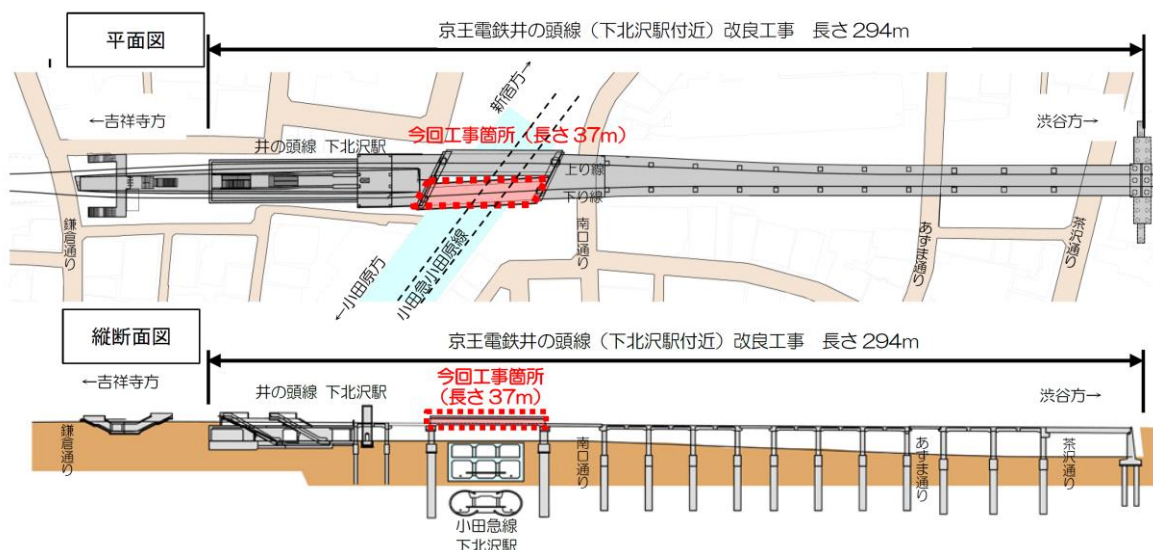 平面図
京王電鉄井の頭線（下北沢駅付近）改良工事　長さ294m
←吉祥寺方
新宿方→
渋谷方→
今回工事箇所（長さ37m）
井の頭線 下北沢駅
上り線
下り線
鎌倉通り
←小田原方
小田急小田原線
南口通り
あずま通り
茶沢通り
縦断面図
京王電鉄井の頭線（下北沢駅付近）改良工事　長さ294m
←吉祥寺方
井の頭線 下北沢駅
今回工事箇所
（長さ37m）
渋谷方→
鎌倉通り
南口通り
あずま通り
茶沢通り
小田急線
下北沢駅